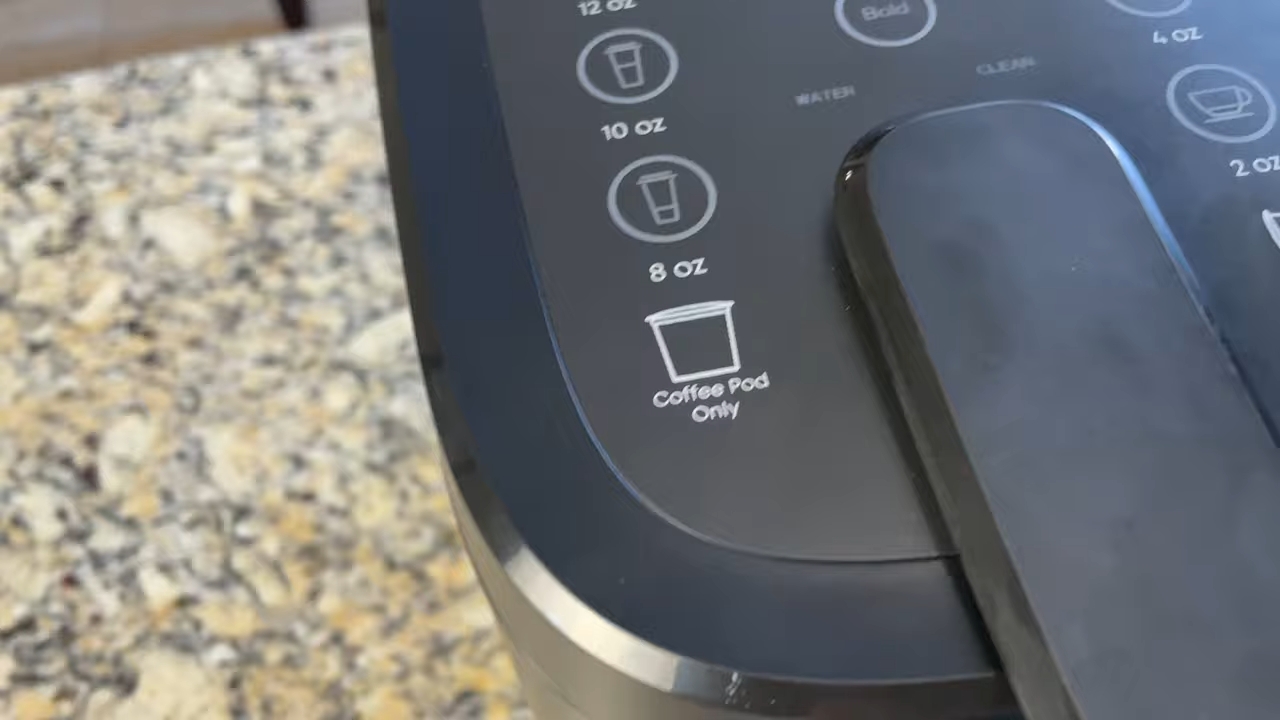 12 OZ
Bold
4 OZ
CLEAN
WATER
10 OZ
2 OZ
8 OZ
Coffee Pod
Only